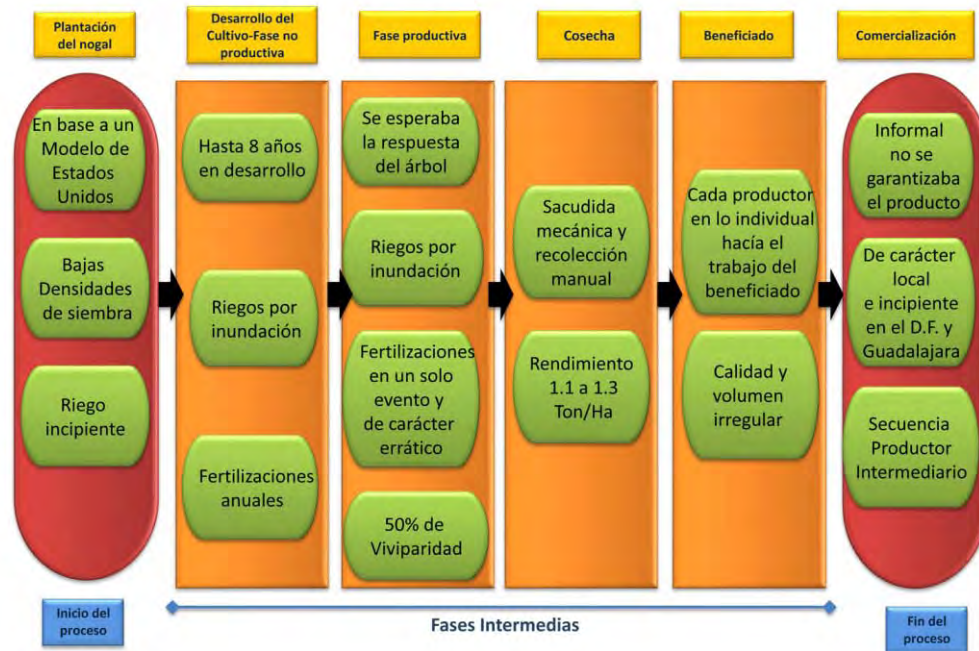 Plantación
del nogal
Desarrollo del
Cultivo-Fase no
productiva
Fase productiva
Cosecha
Beneficiado
Comercialización
En base a un
Modelo de
Estados
Unidos
Bajas
Densidades
de siembra
Riego
incipiente
Hasta 8 años
en desarrollo
Riegos por
inundación
Fertilizaciones
anuales
Se esperaba
la respuesta
del árbol
Riegos por
inundación
Fertilizaciones
en un solo
evento y
de carácter
errático
50% de
Viviparidad
Sacudida
mecánica y
recolección
manual
Rendimiento
1.1 a 1.3
Ton/Ha
Cada productor
en lo individual
hacía el
trabajo del
beneficiado
Calidad y
volumen
irregular
Informal
no se
garantizaba
el producto
De carácter
local
e incipiente
en el D.F. y
Guadalajara
Secuencia
Productor
Intermediario
Inicio del
proceso
Fases Intermedias
Fin del
proceso